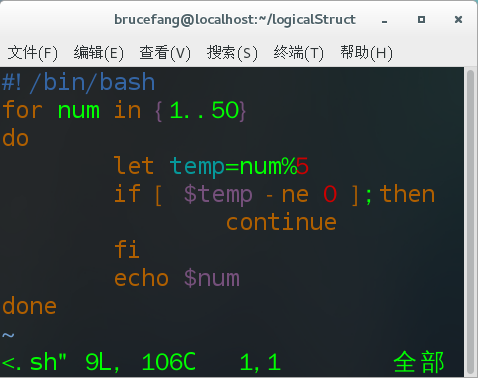 brucefang@localhost:~/logicalStruct
文件(F) 编辑(E) 查看(V) 搜索(S) 终端(T) 帮助(H)
#!/bin/bash
for num in {1..50}
do
        let temp=num%5
        if [ $temp -ne 0 ];then
                continue
        fi
        echo $num
done
~
<.sh" 9L, 106C   1,1           全部